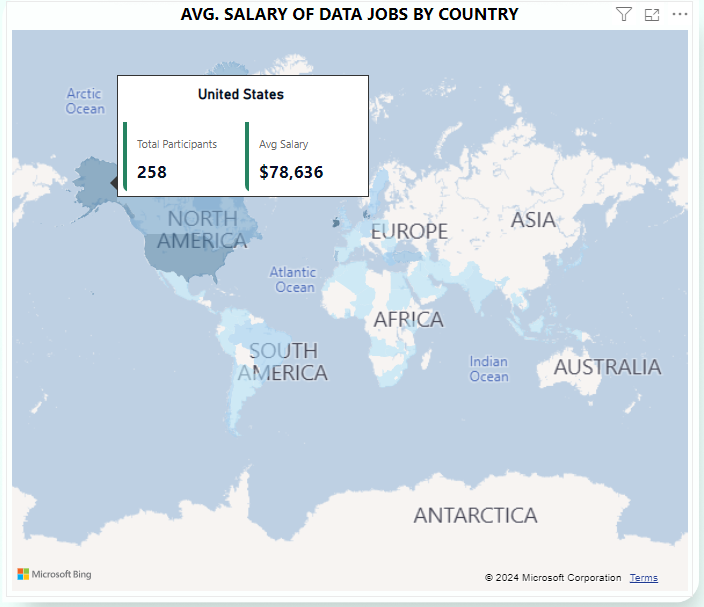 AVG. SALARY OF DATA JOBS BY COUNTRY
Arctic
Ocean
United States
Total Participants
Avg Salary
258
$78,636
NORTH
AMERICA
EUROPE
ASIA
Atlantic
Ocean
AFRICA
SOUTH
AMERICA
Indian
Ocean
AUSTRALIA
ANTARCTICA
Microsoft Bing
© 2024 Microsoft Corporation Terms